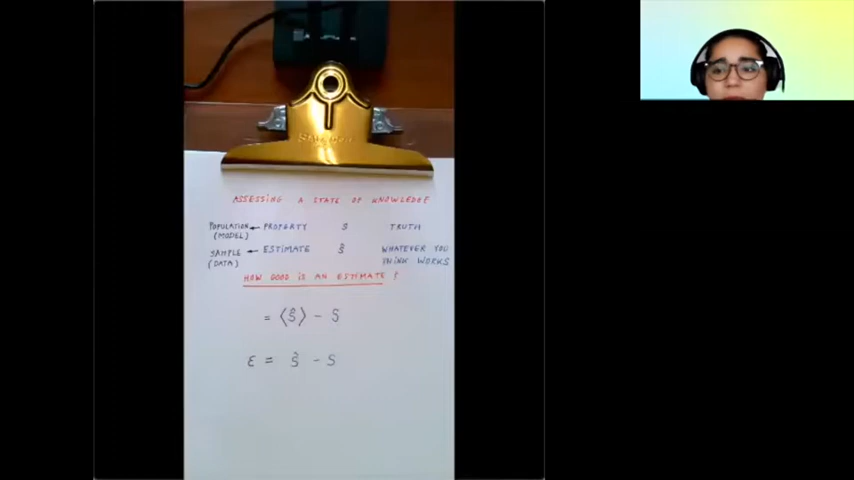 ASSESSING A STATE OF KNOWLEDGE
POPULATION ← PROPERTY S TRUTH
(MODEL)
SAMPLE ← ESTIMATE Ŝ WHATEVER YOU
(DATA) THINK WORKS
HOW GOOD IS AN ESTIMATE ?
= ⟨Ŝ⟩ - S
ε = Ŝ - S